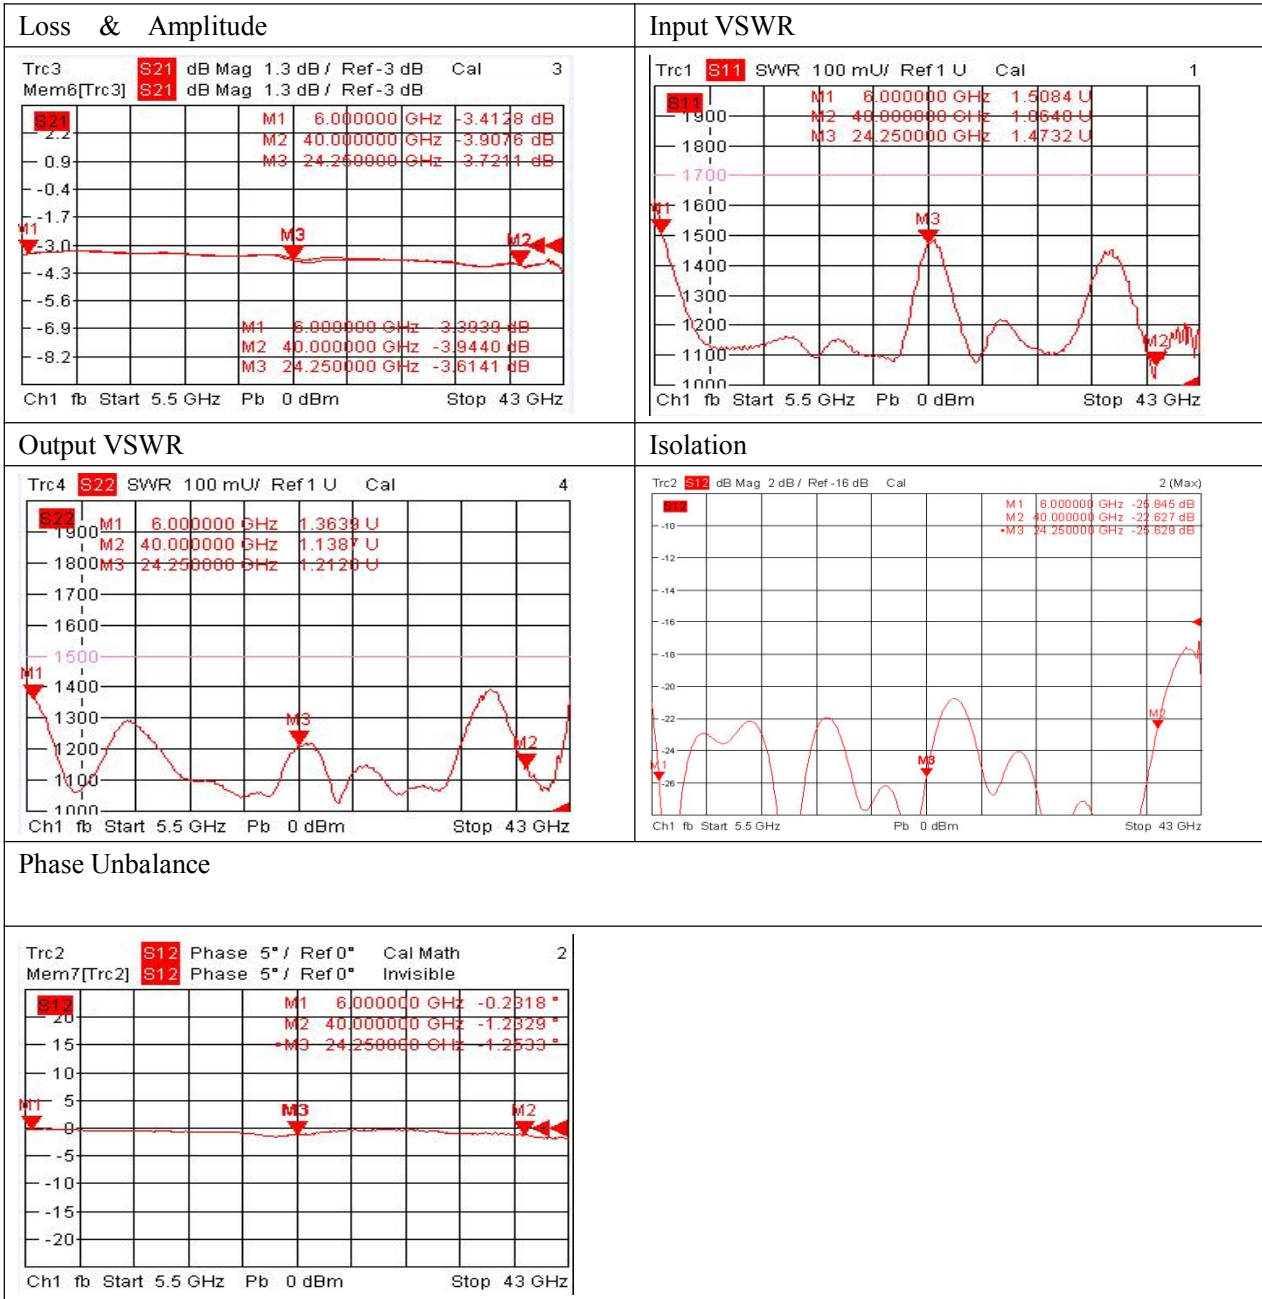 Loss & Amplitude
Trc3 S21 dB Mag 1.3 dB / Ref -3 dB Cal 3
Mem6[Trc3] S21 dB Mag 1.3 dB / Ref -3 dB
S21
M1 6.000000 GHz -3.4128 dB
M2 40.000000 GHz -3.9076 dB
M3 24.250000 GHz -3.7211 dB
2.2
0.9
-0.4
-1.7
-3.0
-4.3
-5.6
-6.9
-8.2
M1
M3
M2
M1 6.000000 GHz -3.3939 dB
M2 40.000000 GHz -3.9440 dB
M3 24.250000 GHz -3.6141 dB
Ch1 fb Start 5.5 GHz Pb 0 dBm Stop 43 GHz
Input VSWR
Trc1 S11 SWR 100 mU/ Ref 1 U Cal 1
S11
M1 6.000000 GHz 1.5084 U
M2 40.000000 GHz 1.0640 U
M3 24.250000 GHz 1.4732 U
1900
1800
1700
1600
1500
1400
1300
1200
1100
1000
M1
M3
M2
Ch1 fb Start 5.5 GHz Pb 0 dBm Stop 43 GHz
Output VSWR
Trc4 S22 SWR 100 mU/ Ref 1 U Cal 4
S22
M1 6.000000 GHz 1.3639 U
M2 40.000000 GHz 1.1387 U
M3 24.250000 GHz 1.2120 U
1900
1800
1700
1600
1500
1400
1300
1200
1100
1000
M1
M3
M2
Ch1 fb Start 5.5 GHz Pb 0 dBm Stop 43 GHz
Isolation
Trc2 S12 dB Mag 2 dB / Ref -16 dB Cal 2 (Max)
S12
M1 6.000000 GHz -25.845 dB
M2 40.000000 GHz -22.627 dB
•M3 24.250000 GHz -25.629 dB
-10
-12
-14
-16
-18
-20
-22
-24
-26
M1
M3
M2
Ch1 fb Start 5.5 GHz Pb 0 dBm Stop 43 GHz
Phase Unbalance
Trc2 S12 Phase 5° / Ref 0° Cal Math 2
Mem7[Trc2] S12 Phase 5° / Ref 0° Invisible
S12
M1 6.000000 GHz -0.2318 °
M2 40.000000 GHz -1.2329 °
•M3 24.250000 GHz -1.2533 °
20
15
10
5
0
-5
-10
-15
-20
M1
M3
M2
Ch1 fb Start 5.5 GHz Pb 0 dBm Stop 43 GHz